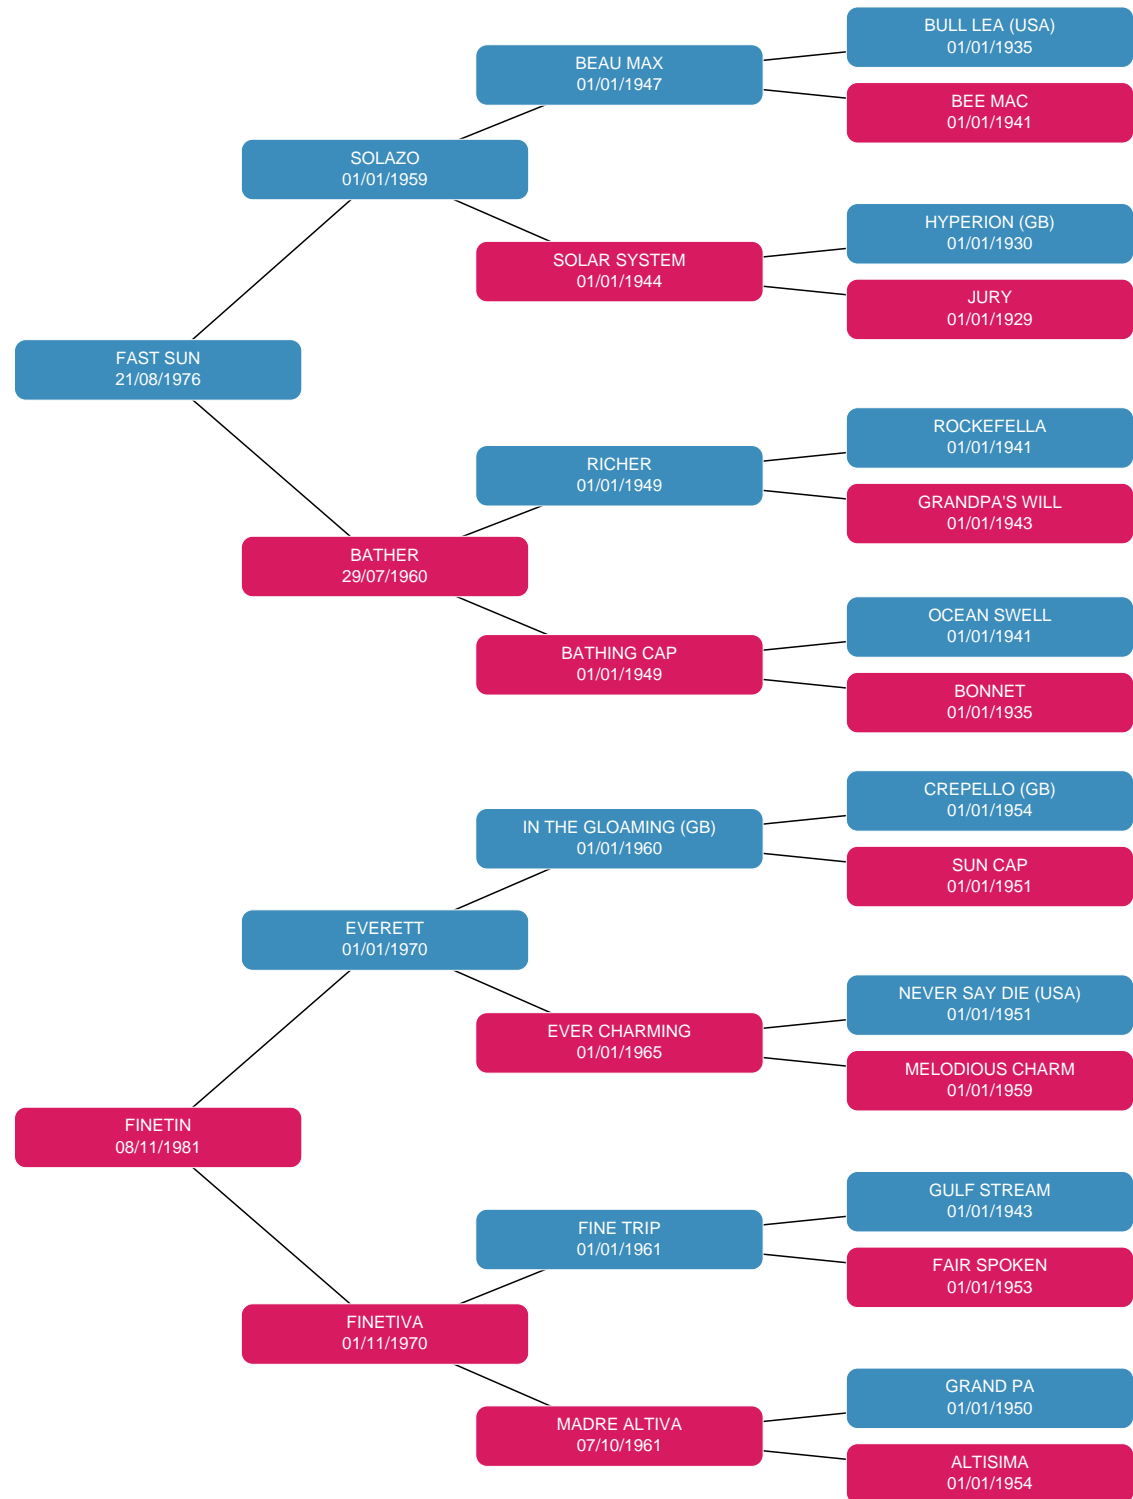 BULL LEA (USA)
01/01/1935
BEAU MAX
01/01/1947
BEE MAC
01/01/1941
SOLAZO
01/01/1959
HYPERION (GB)
01/01/1930
SOLAR SYSTEM
01/01/1944
JURY
01/01/1929
FAST SUN
21/08/1976
ROCKEFELLA
01/01/1941
RICHER
01/01/1949
GRANDPA'S WILL
01/01/1943
BATHER
29/07/1960
OCEAN SWELL
01/01/1941
BATHING CAP
01/01/1949
BONNET
01/01/1935
CREPELLO (GB)
01/01/1954
IN THE GLOAMING (GB)
01/01/1960
SUN CAP
01/01/1951
EVERETT
01/01/1970
NEVER SAY DIE (USA)
01/01/1951
EVER CHARMING
01/01/1965
MELODIOUS CHARM
01/01/1959
FINETIN
08/11/1981
GULF STREAM
01/01/1943
FINE TRIP
01/01/1961
FAIR SPOKEN
01/01/1953
FINETIVA
01/11/1970
GRAND PA
01/01/1950
MADRE ALTIVA
07/10/1961
ALTISIMA
01/01/1954